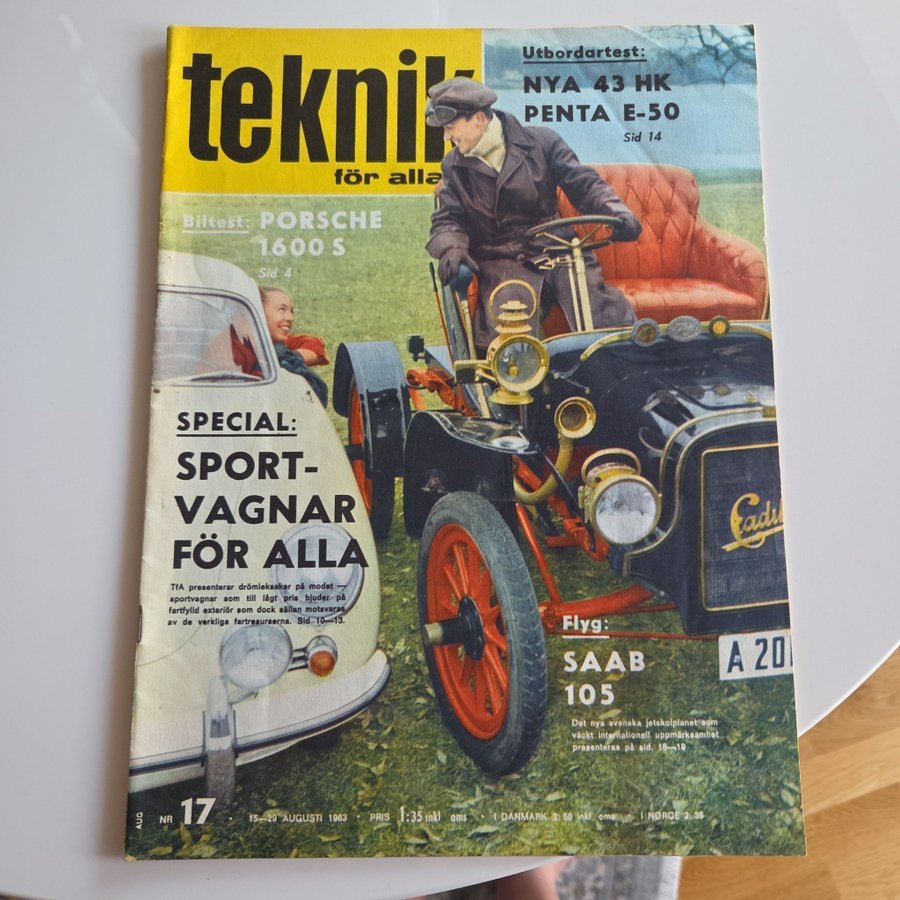 teknik
för alla
Utbordartest:
NYA 43 HK
PENTA E-50
Sid 14
Biltest: PORSCHE
1600 S
Sid 4
SPECIAL:
SPORT-
VAGNAR
FÖR ALLA
TfA presenterar drömleksaker på modet —
sportvagnar som till lågt pris bjuder på
fartfylld exteriör som dock sällan motsvaras
av de verkliga fartresurserna. Sid 10—13.
Cadi
A 20
Flyg:
SAAB
105
Det nya svenska jetskolplanet som
väckt internationell uppmärksamhet
presenteras på sid. 18—19
AUG
NR 17 · 15—29 AUGUSTI 1963 · PRIS 1:35 inkl oms · I DANMARK 2:50 inkl oms · I NORGE 2:35